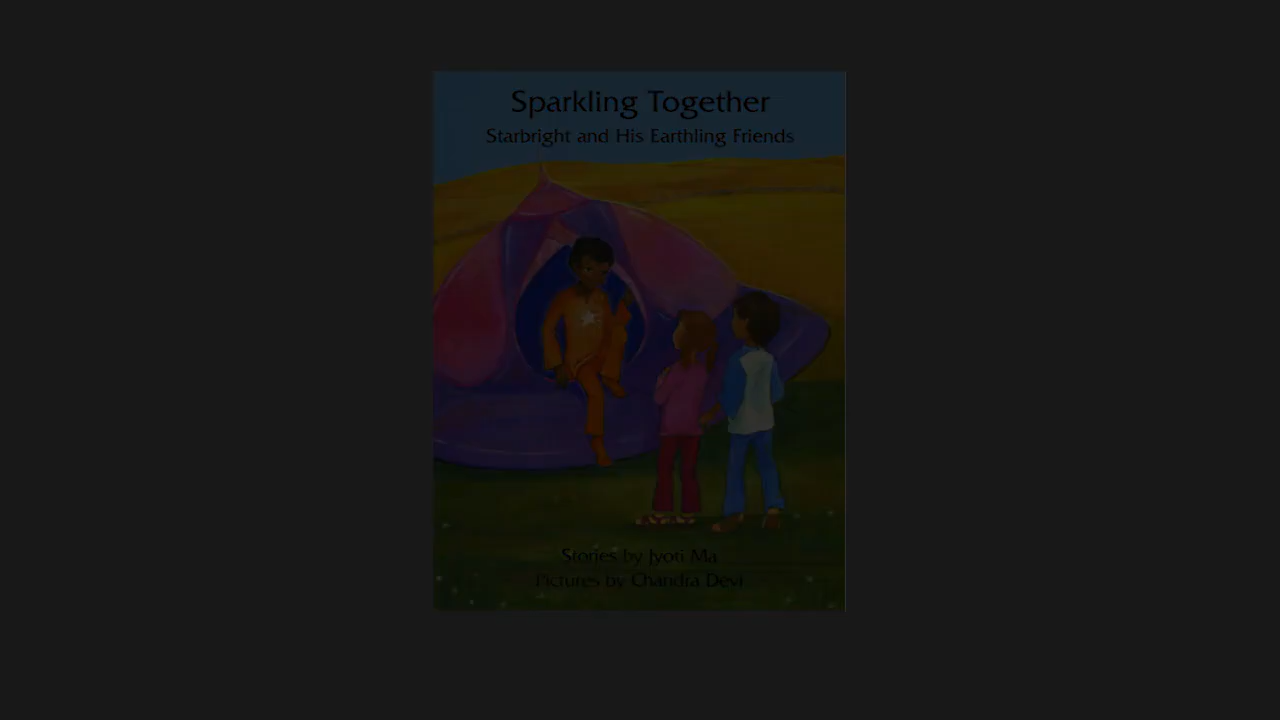 Sparkling Together
Starbright and His Earthling Friends
Stories by Jyoti Ma
Pictures by Chandra Devi